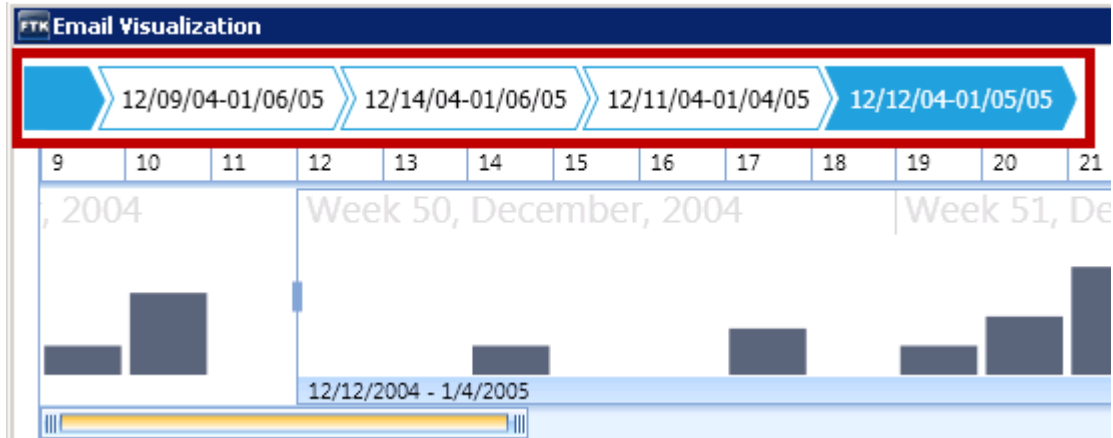 FTK Email Visualization
12/09/04-01/06/05 12/14/04-01/06/05 12/11/04-01/04/05 12/12/04-01/05/05
9 10 11 12 13 14 15 16 17 18 19 20 21
, 2004 Week 50, December, 2004 Week 51, De
12/12/2004 - 1/4/2005